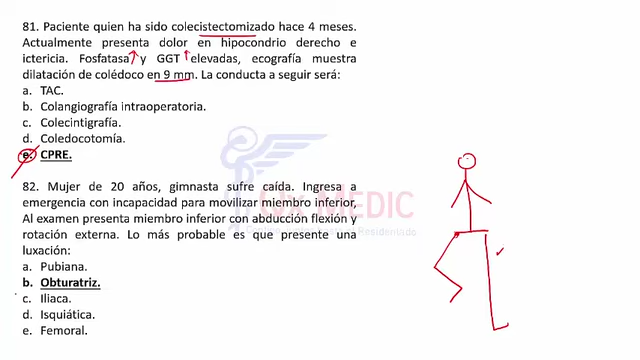 81. Paciente quien ha sido colecistectomizado hace 4 meses.
Actualmente presenta dolor en hipocondrio derecho e
ictericia. Fosfatasa y GGT elevadas, ecografía muestra
dilatación de colédoco en 9 mm. La conducta a seguir será:
a. TAC.
b. Colangiografía intraoperatoria.
c. Colecintigrafía.
d. Coledocotomía.
e. CPRE.
82. Mujer de 20 años, gimnasta sufre caída. Ingresa a
emergencia con incapacidad para movilizar miembro inferior,
Al examen presenta miembro inferior con abducción flexión y
rotación externa. Lo más probable es que presente una
luxación:
a. Pubiana.
b. Obturatriz.
c. Iliaca.
d. Isquática.
e. Femoral.
MEDIC